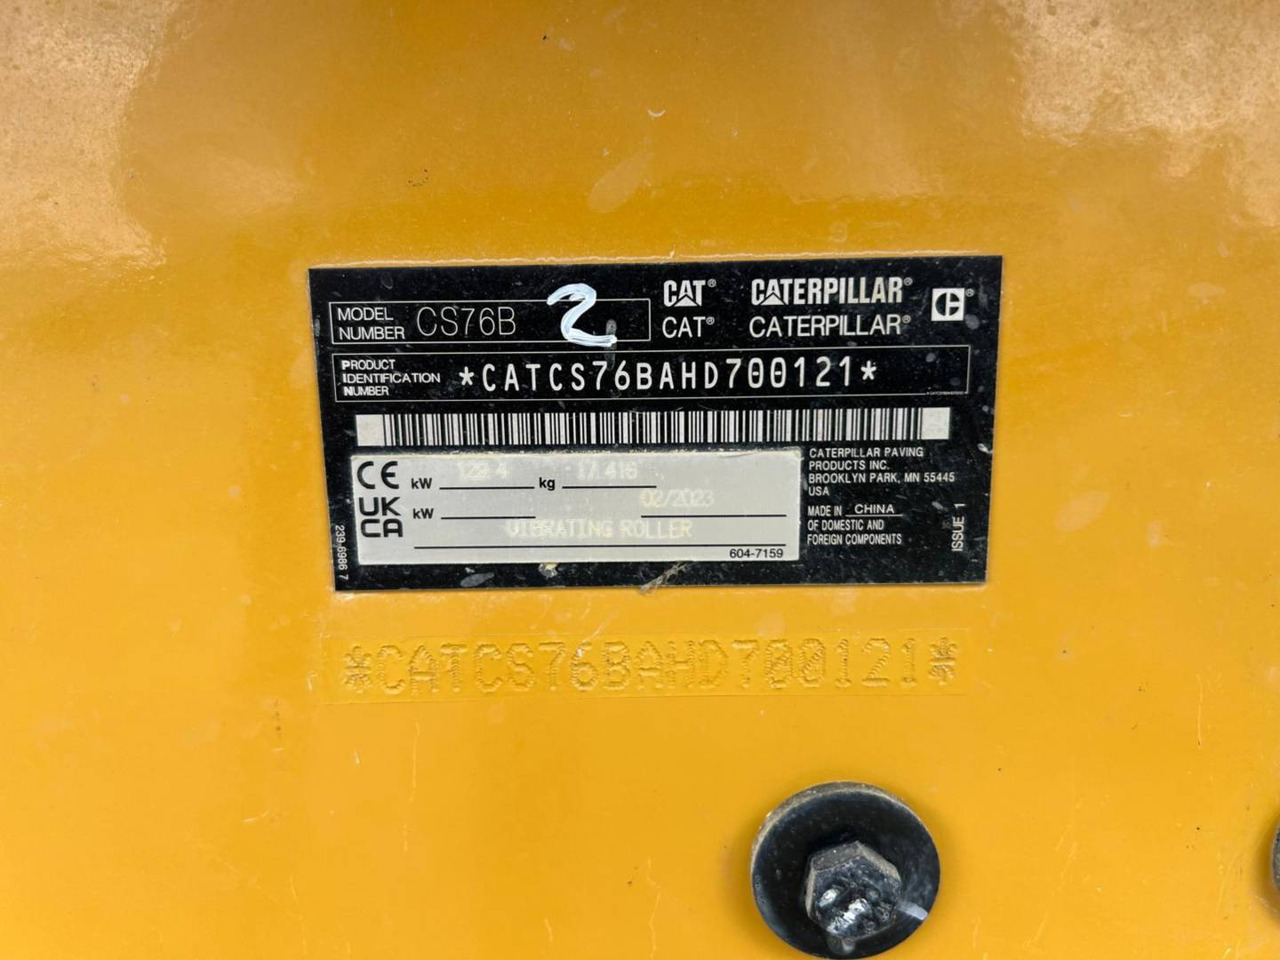 MODEL NUMBER CS76B 2
CAT® CATERPILLAR®
CAT® CATERPILLAR®
PRODUCT IDENTIFICATION NUMBER *CATCS76BAHD700121*
CE kW 129.4 kg 17 416
UK CA kW 02/2023
VIBRATING ROLLER
604-7159
CATERPILLAR PAVING
PRODUCTS INC.
BROOKLYN PARK, MN 55445
USA
MADE IN CHINA
OF DOMESTIC AND
FOREIGN COMPONENTS
ISSUE 1
239-6986 7
*CATCS76BAHD700121*